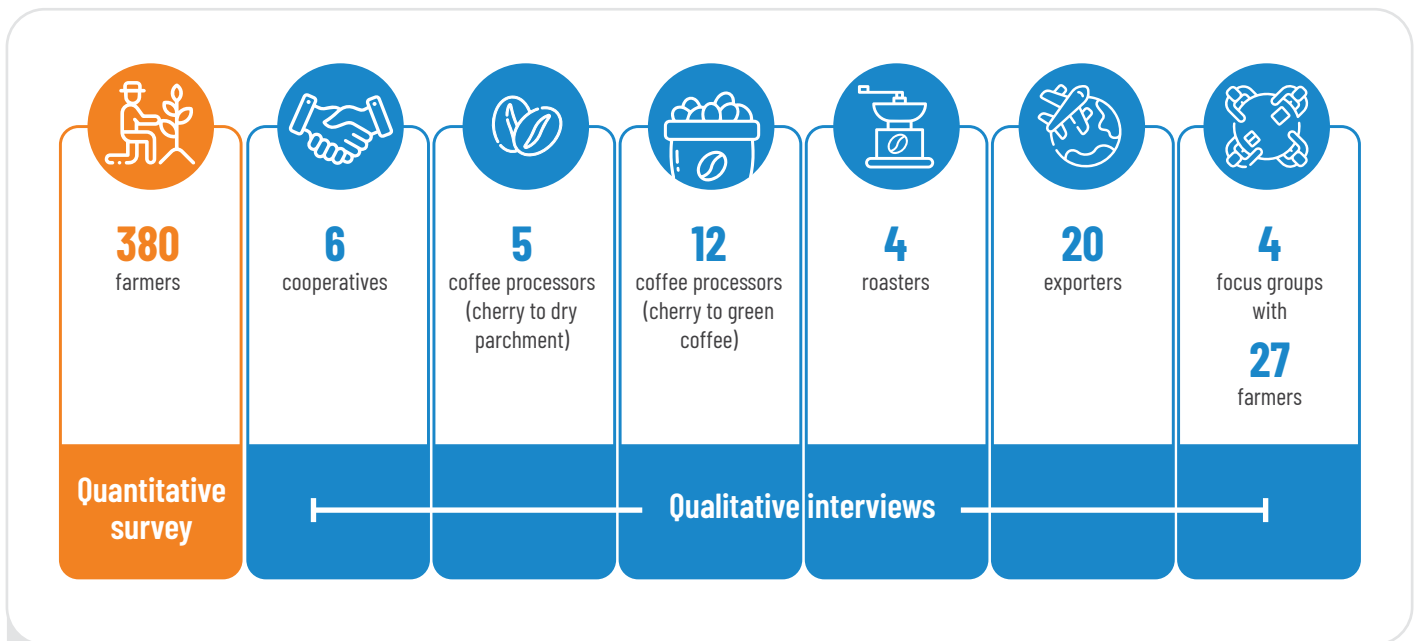 380
farmers
6
cooperatives
5
coffee processors
(cherry to dry
parchment)
12
coffee processors
(cherry to green
coffee)
4
roasters
20
exporters
4
focus groups
with
27
farmers
Quantitative
survey
Qualitative interviews